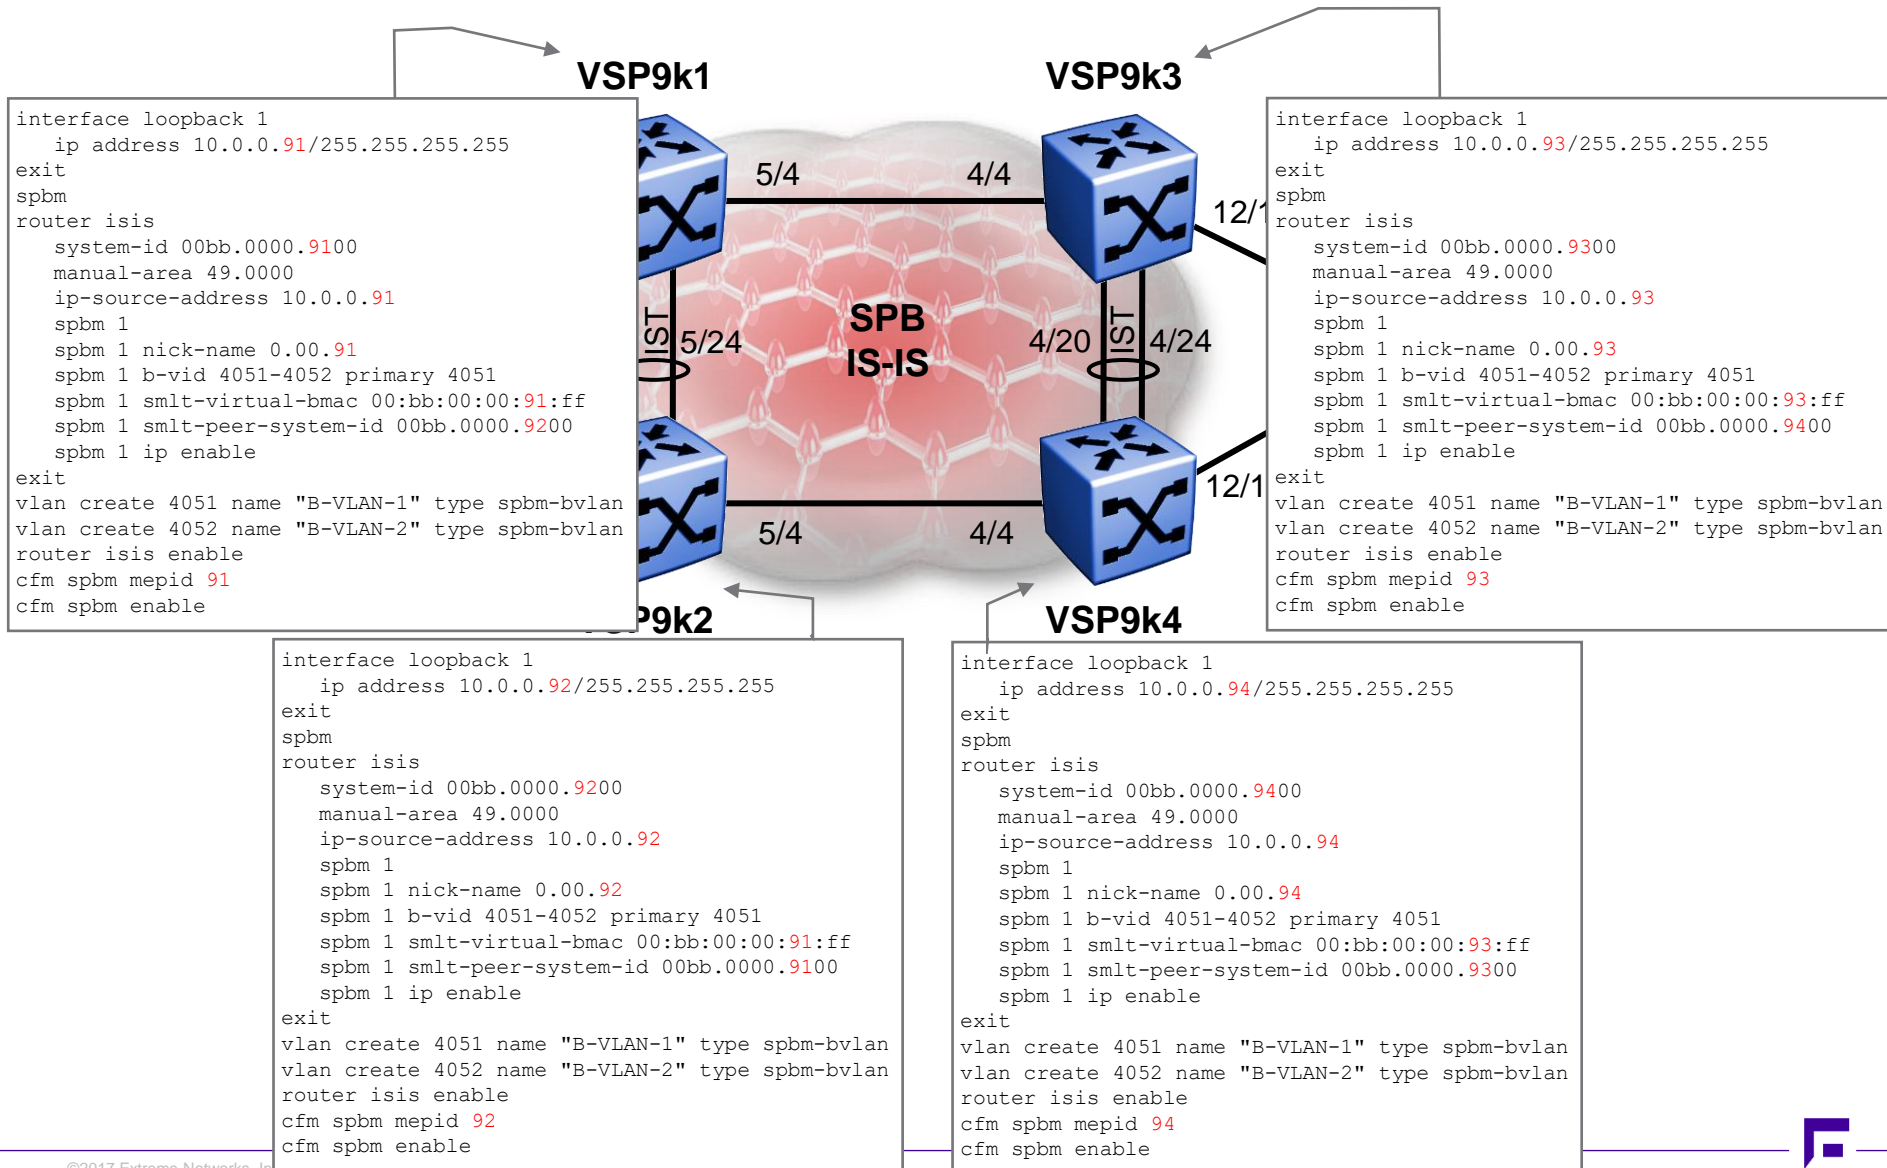 VSP9k1
VSP9k3
interface loopback 1
ip address 10.0.0.91/255.255.255.255
exit
spbm
router isis
system-id 00bb.0000.9100
manual-area 49.0000
ip-source-address 10.0.0.91
spbm 1
spbm 1 nick-name 0.00.91
spbm 1 b-vid 4051-4052 primary 4051
spbm 1 smlt-virtual-bmac 00:bb:00:00:91:ff
spbm 1 smlt-peer-system-id 00bb.0000.9200
spbm 1 ip enable
exit
vlan create 4051 name "B-VLAN-1" type spbm-bvlan
vlan create 4052 name "B-VLAN-2" type spbm-bvlan
router isis enable
cfm spbm mepid 91
cfm spbm enable
5/4
4/4
12/1
IST
5/24
SPB
IS-IS
4/20
IST
4/24
5/4
4/4
12/1
interface loopback 1
ip address 10.0.0.93/255.255.255.255
exit
spbm
router isis
system-id 00bb.0000.9300
manual-area 49.0000
ip-source-address 10.0.0.93
spbm 1
spbm 1 nick-name 0.00.93
spbm 1 b-vid 4051-4052 primary 4051
spbm 1 smlt-virtual-bmac 00:bb:00:00:93:ff
spbm 1 smlt-peer-system-id 00bb.0000.9400
spbm 1 ip enable
exit
vlan create 4051 name "B-VLAN-1" type spbm-bvlan
vlan create 4052 name "B-VLAN-2" type spbm-bvlan
router isis enable
cfm spbm mepid 93
cfm spbm enable
VSP9k2
VSP9k4
interface loopback 1
ip address 10.0.0.92/255.255.255.255
exit
spbm
router isis
system-id 00bb.0000.9200
manual-area 49.0000
ip-source-address 10.0.0.92
spbm 1
spbm 1 nick-name 0.00.92
spbm 1 b-vid 4051-4052 primary 4051
spbm 1 smlt-virtual-bmac 00:bb:00:00:91:ff
spbm 1 smlt-peer-system-id 00bb.0000.9100
spbm 1 ip enable
exit
vlan create 4051 name "B-VLAN-1" type spbm-bvlan
vlan create 4052 name "B-VLAN-2" type spbm-bvlan
router isis enable
cfm spbm mepid 92
cfm spbm enable
interface loopback 1
ip address 10.0.0.94/255.255.255.255
exit
spbm
router isis
system-id 00bb.0000.9400
manual-area 49.0000
ip-source-address 10.0.0.94
spbm 1
spbm 1 nick-name 0.00.94
spbm 1 b-vid 4051-4052 primary 4051
spbm 1 smlt-virtual-bmac 00:bb:00:00:93:ff
spbm 1 smlt-peer-system-id 00bb.0000.9300
spbm 1 ip enable
exit
vlan create 4051 name "B-VLAN-1" type spbm-bvlan
vlan create 4052 name "B-VLAN-2" type spbm-bvlan
router isis enable
cfm spbm mepid 94
cfm spbm enable
©2017 Extreme Networks,